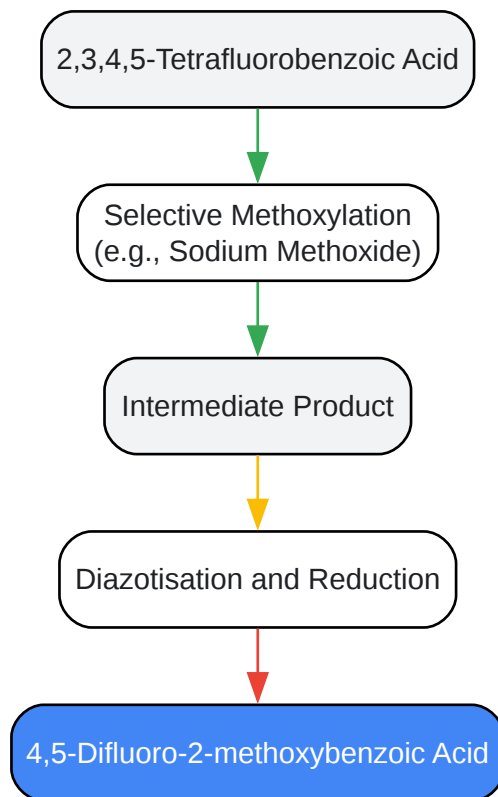 2,3,4,5-Tetrafluorobenzoic Acid
Selective Methoxylation
(e.g., Sodium Methoxide)
Intermediate Product
Diazotisation and Reduction
4,5-Difluoro-2-methoxybenzoic Acid